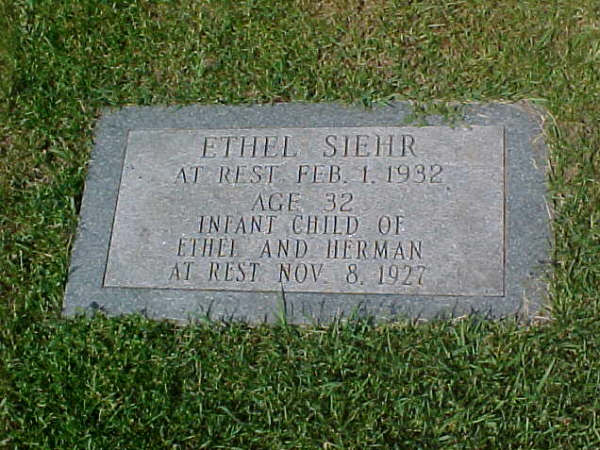 ETHEL SIEHR
AT REST FEB. 1, 1932
AGE 32
INFANT CHILD OF
ETHEL AND HERMAN
AT REST NOV. 8, 1927